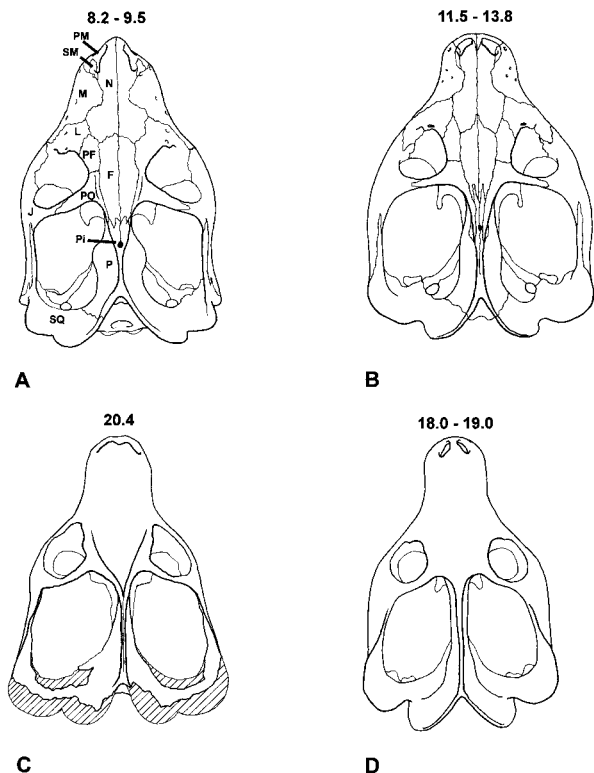 8.2 - 9.5
11.5 - 13.8
PM
SM
N
M
L
PF
F
PO
J
Pi
P
SQ
A
B
20.4
18.0 - 19.0
C
D